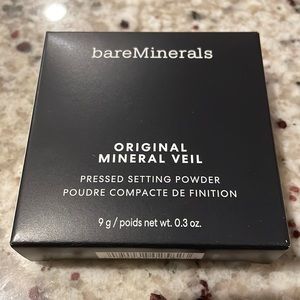 bareMinerals
ORIGINAL
MINERAL VEIL
PRESSED SETTING POWDER
POUDRE COMPACTE DE FINITION
9 g / poids net wt. 0.3 oz.